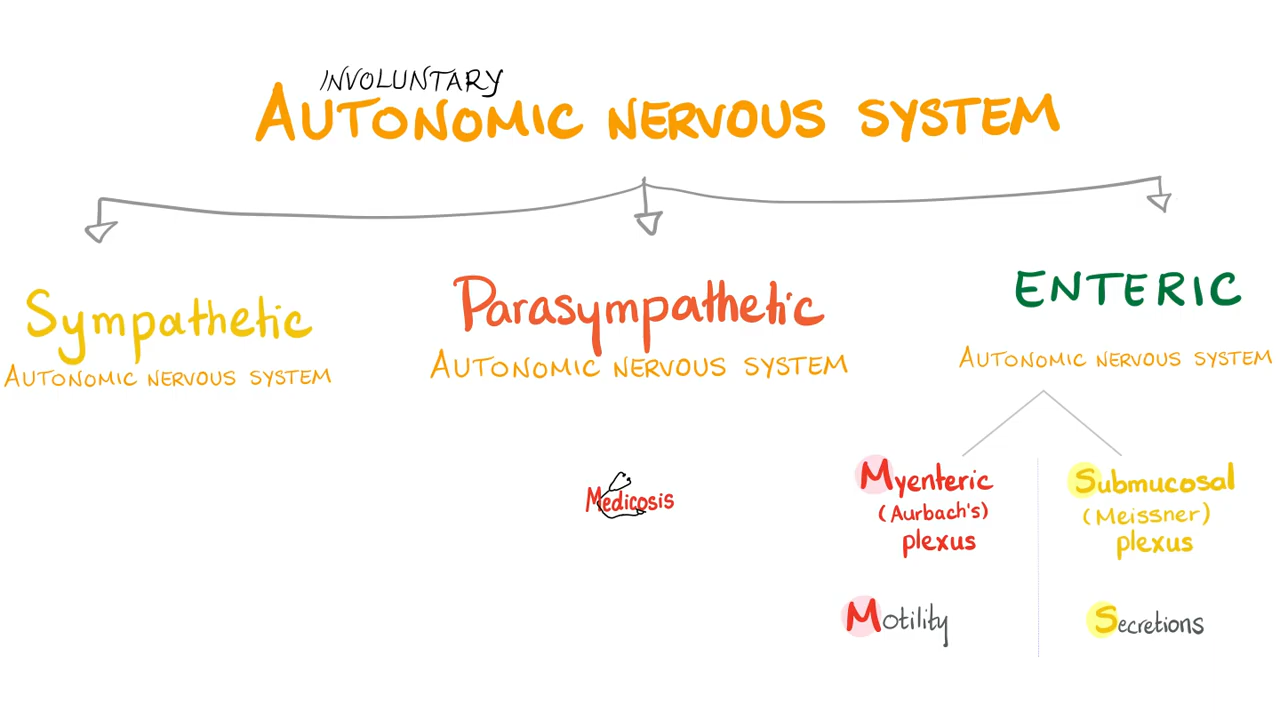 INVOLUNTARY
AUTONOMIC NERVOUS SYSTEM
Sympathetic
AUTONOMIC NERVOUS SYSTEM
Parasympathetic
AUTONOMIC NERVOUS SYSTEM
ENTERIC
AUTONOMIC NERVOUS SYSTEM
Myenteric
(Aurbach's)
plexus
Motility
Submucosal
(Meissner)
plexus
Secretions
Medicosis